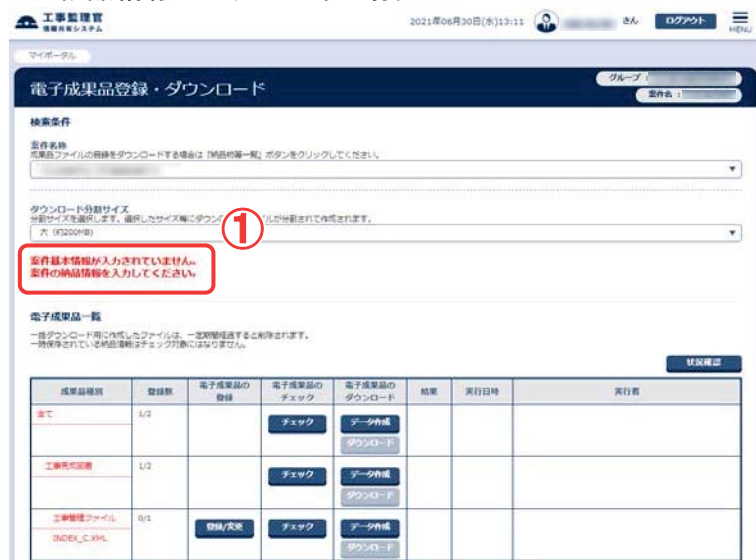 工事監理官
情報共有システム
2021年06月30日(水)13:11
さん
ログアウト
MENU
マイポータル
電子成果品登録・ダウンロード
グループ :
案件名 :
検索条件
案件名称
成果品ファイルの目録をダウンロードする場合は『納品物等一覧』ボタンをクリックしてください。
ダウンロード分割サイズ
分割サイズを選択します。選択したサイズ毎にダウンロ
ルが分割されて作成されます。
①
大 (約200MB)
案件基本情報が入力されていません。
案件の納品情報を入力してください。
電子成果品一覧
一括ダウンロード用に作成したファイルは、一定期間経過すると削除されます。
一時保存されている納品情報はチェック対象にはなりません。
状況確認
成果品種別 登録数 電子成果品の登録 電子成果品のチェック 電子成果品のダウンロード 結果 実行日時 実行者
全て 1/2 チェック データ作成
ダウンロード
工事完成図書 1/2 チェック データ作成
ダウンロード
工事管理ファイル 0/1 登録/変更 チェック データ作成
INDEX_C.XML ダウンロード